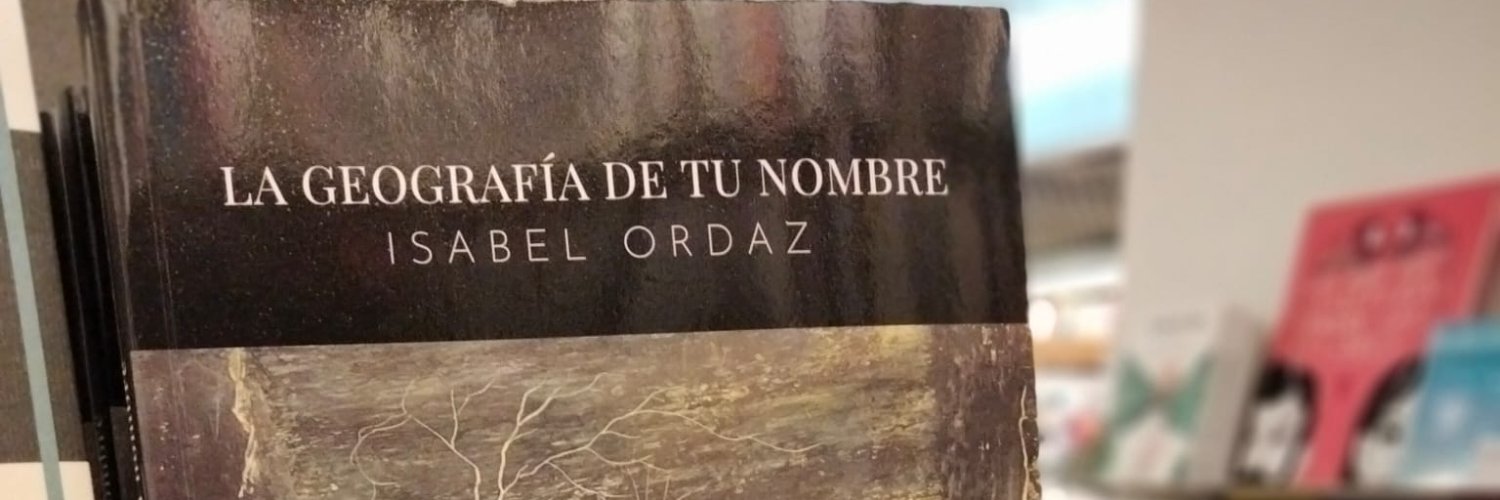 LA GEOGRAFÍA DE TU NOMBRE
ISABEL ORDAZ